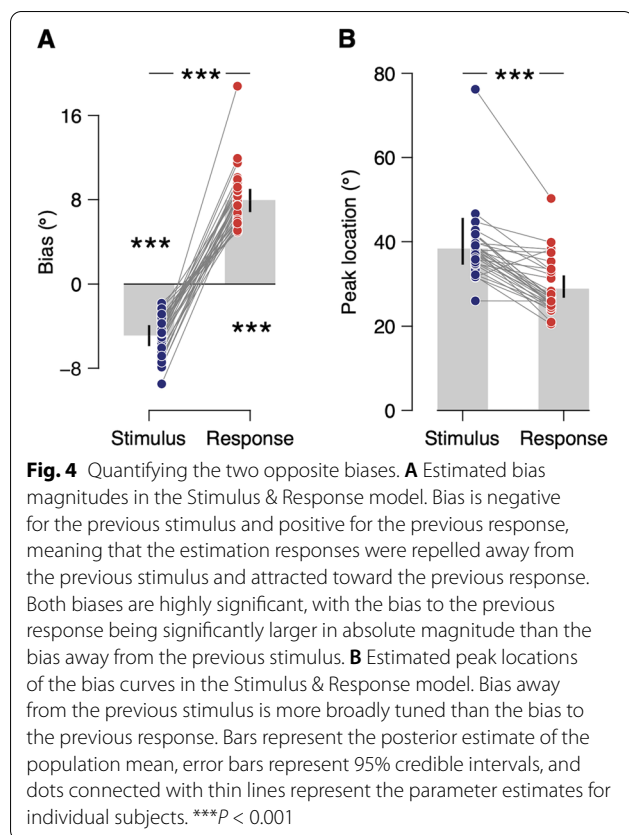 A
B
***
***
16
8
0
−8
Bias (°)
***
***
Stimulus
Response
80
60
40
20
0
Peak location (°)
Stimulus
Response
Fig. 4 Quantifying the two opposite biases. A Estimated bias
magnitudes in the Stimulus & Response model. Bias is negative
for the previous stimulus and positive for the previous response,
meaning that the estimation responses were repelled away from
the previous stimulus and attracted toward the previous response.
Both biases are highly significant, with the bias to the previous
response being significantly larger in absolute magnitude than the
bias away from the previous stimulus. B Estimated peak locations
of the bias curves in the Stimulus & Response model. Bias away
from the previous stimulus is more broadly tuned than the bias to
the previous response. Bars represent the posterior estimate of the
population mean, error bars represent 95% credible intervals, and
dots connected with thin lines represent the parameter estimates for
individual subjects. ***P < 0.001